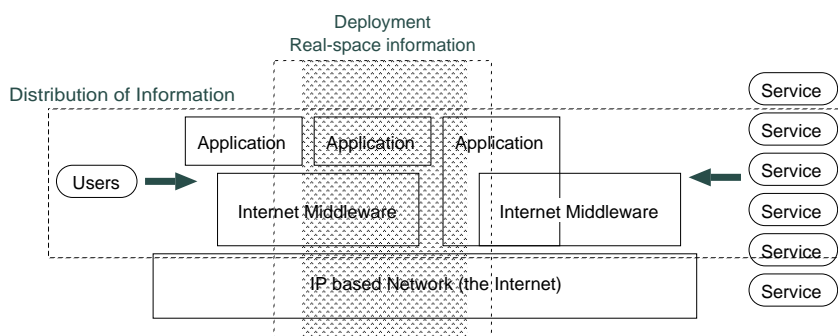 Deployment
Real-space information
Distribution of Information
Service
Service
Application
Application
Application
Service
Users
Internet Middleware
Internet Middleware
Service
Service
IP based Network (the Internet)
Service